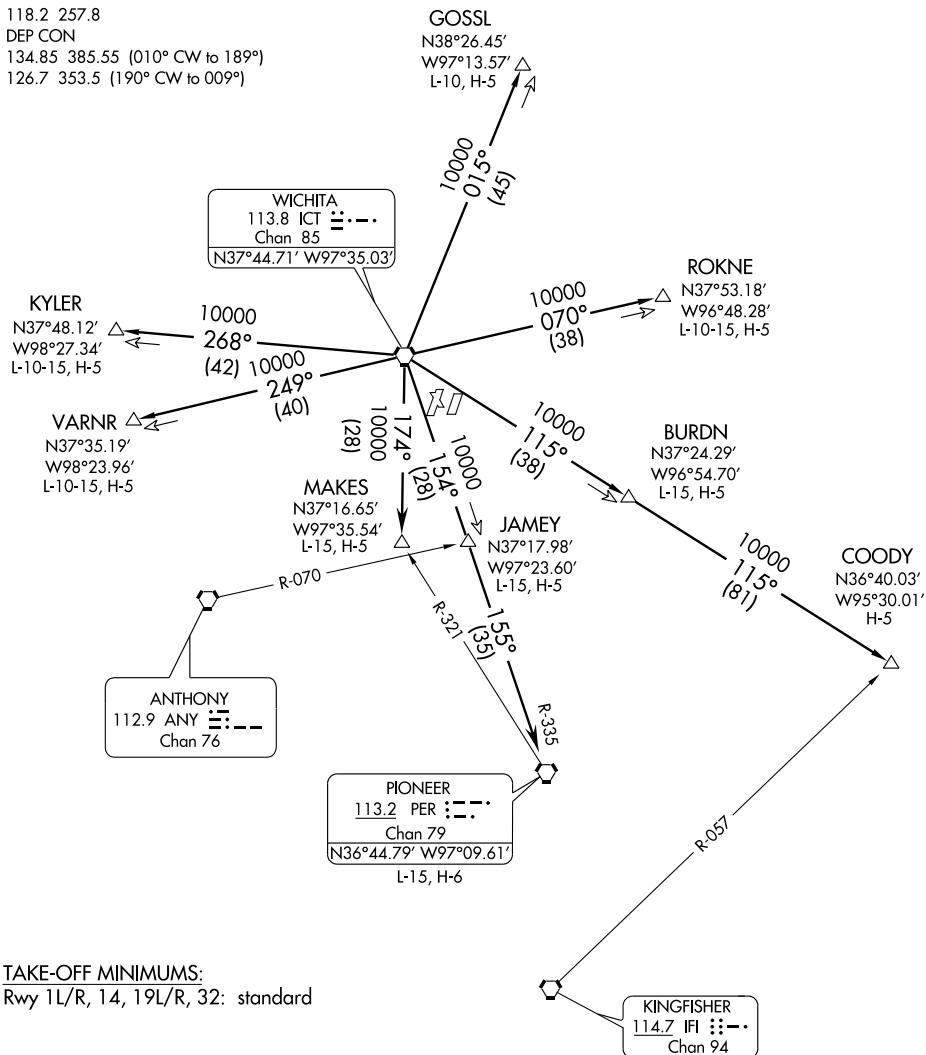 118.2 257.8
DEP CON
134.85 385.55 (010° CW to 189°)
126.7 353.5 (190° CW to 009°)
GOSSL
N38°26.45′
W97°13.57′
L-10, H-5
10000
015°
(45)
WICHITA
113.8 ICT
Chan 85
N37°44.71′ W97°35.03′
ROKNE
N37°53.18′
W96°48.28′
L-10-15, H-5
10000
070°
(38)
KYLER
N37°48.12′
W98°27.34′
L-10-15, H-5
10000
268°
(42)
10000
249°
(40)
VARNR
N37°35.19′
W98°23.96′
L-10-15, H-5
174°
10000
(28)
10000
154°
(28)
10000
115°
(38)
BURDN
N37°24.29′
W96°54.70′
L-15, H-5
MAKES
N37°16.65′
W97°35.54′
L-15, H-5
JAMEY
N37°17.98′
W97°23.60′
L-15, H-5
10000
115°
(81)
COODY
N36°40.03′
W95°30.01′
H-5
R-070
R-321
155°
(35)
R-335
ANTHONY
112.9 ANY
Chan 76
PIONEER
113.2 PER
Chan 79
N36°44.79′ W97°09.61′
L-15, H-6
R-057
TAKE-OFF MINIMUMS:
Rwy 1L/R, 14, 19L/R, 32: standard
KINGFISHER
114.7 IFI
Chan 94